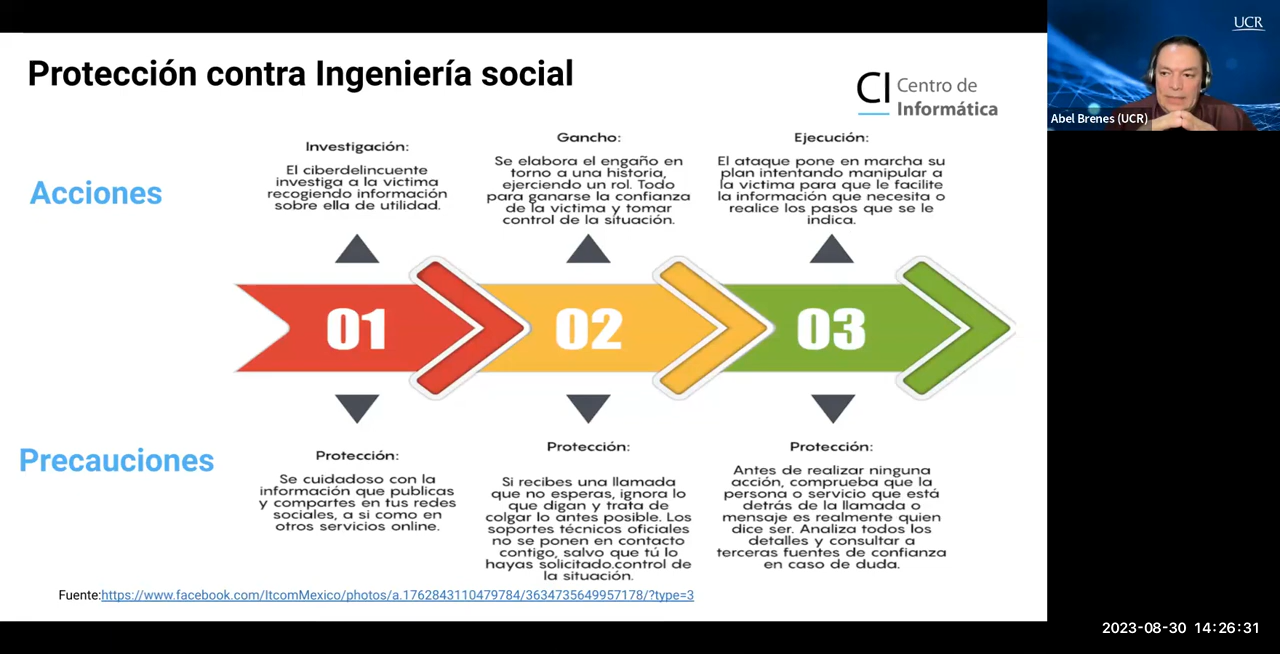 Protección contra Ingeniería social
CI Centro de
Informática
UCR
Abel Brenes (UCR)
Acciones
Investigación:
El ciberdelincuente
investiga a la victima
recogiendo información
sobre ella de utilidad.
Gancho:
Se elabora el engaño en
torno a una historia,
ejerciendo un rol. Todo
para ganarse la confianza
de la victima y tomar
control de la situación.
Ejecución:
El ataque pone en marcha su
plan intentando manipular a
la victima para que le facilite
la información que necesita o
realice los pasos que se le
indica.
01
02
03
Precauciones
Protección:
Se cuidadoso con la
información que publicas
y compartes en tus redes
sociales, a si como en
otros servicios online.
Protección:
Si recibes una llamada
que no esperas, ignora lo
que digan y trata de
colgar lo antes posible. Los
soportes técnicos oficiales
no se ponen en contacto
contigo, salvo que tú lo
hayas solicitado.control de
la situación.
Protección:
Antes de realizar ninguna
acción, comprueba que la
persona o servicio que está
detrás de la llamada o
mensaje es realmente quien
dice ser. Analiza todos los
detalles y consultar a
terceras fuentes de confianza
en caso de duda.
Fuente:https://www.facebook.com/ItcomMexico/photos/a.1762843110479784/3634735649957178/?type=3
2023-08-30 14:26:31